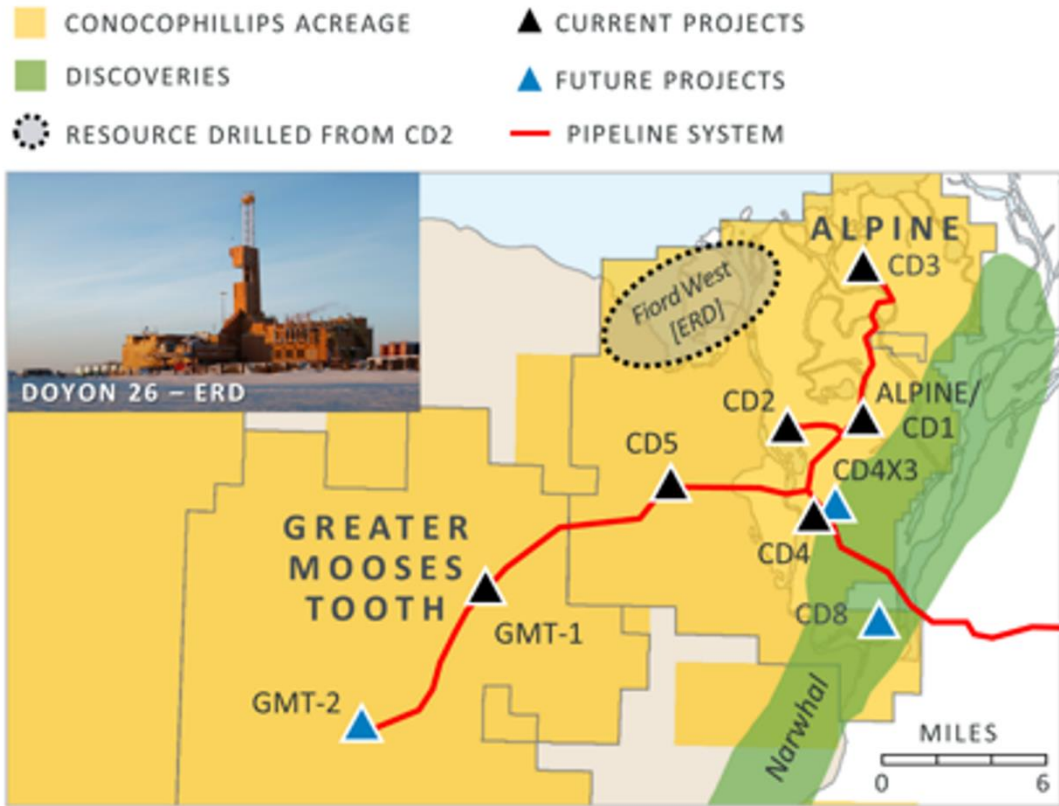 CONOCOPHILLIPS ACREAGE
CURRENT PROJECTS
DISCOVERIES
FUTURE PROJECTS
RESOURCE DRILLED FROM CD2
PIPELINE SYSTEM
DOYON 26 – ERD
ALPINE
CD3
Fiord West
[ERD]
CD2
ALPINE/
CD1
CD5
CD4X3
GREATER
MOOSES
TOOTH
CD4
CD8
GMT-1
GMT-2
Narwhal
MILES
0 6